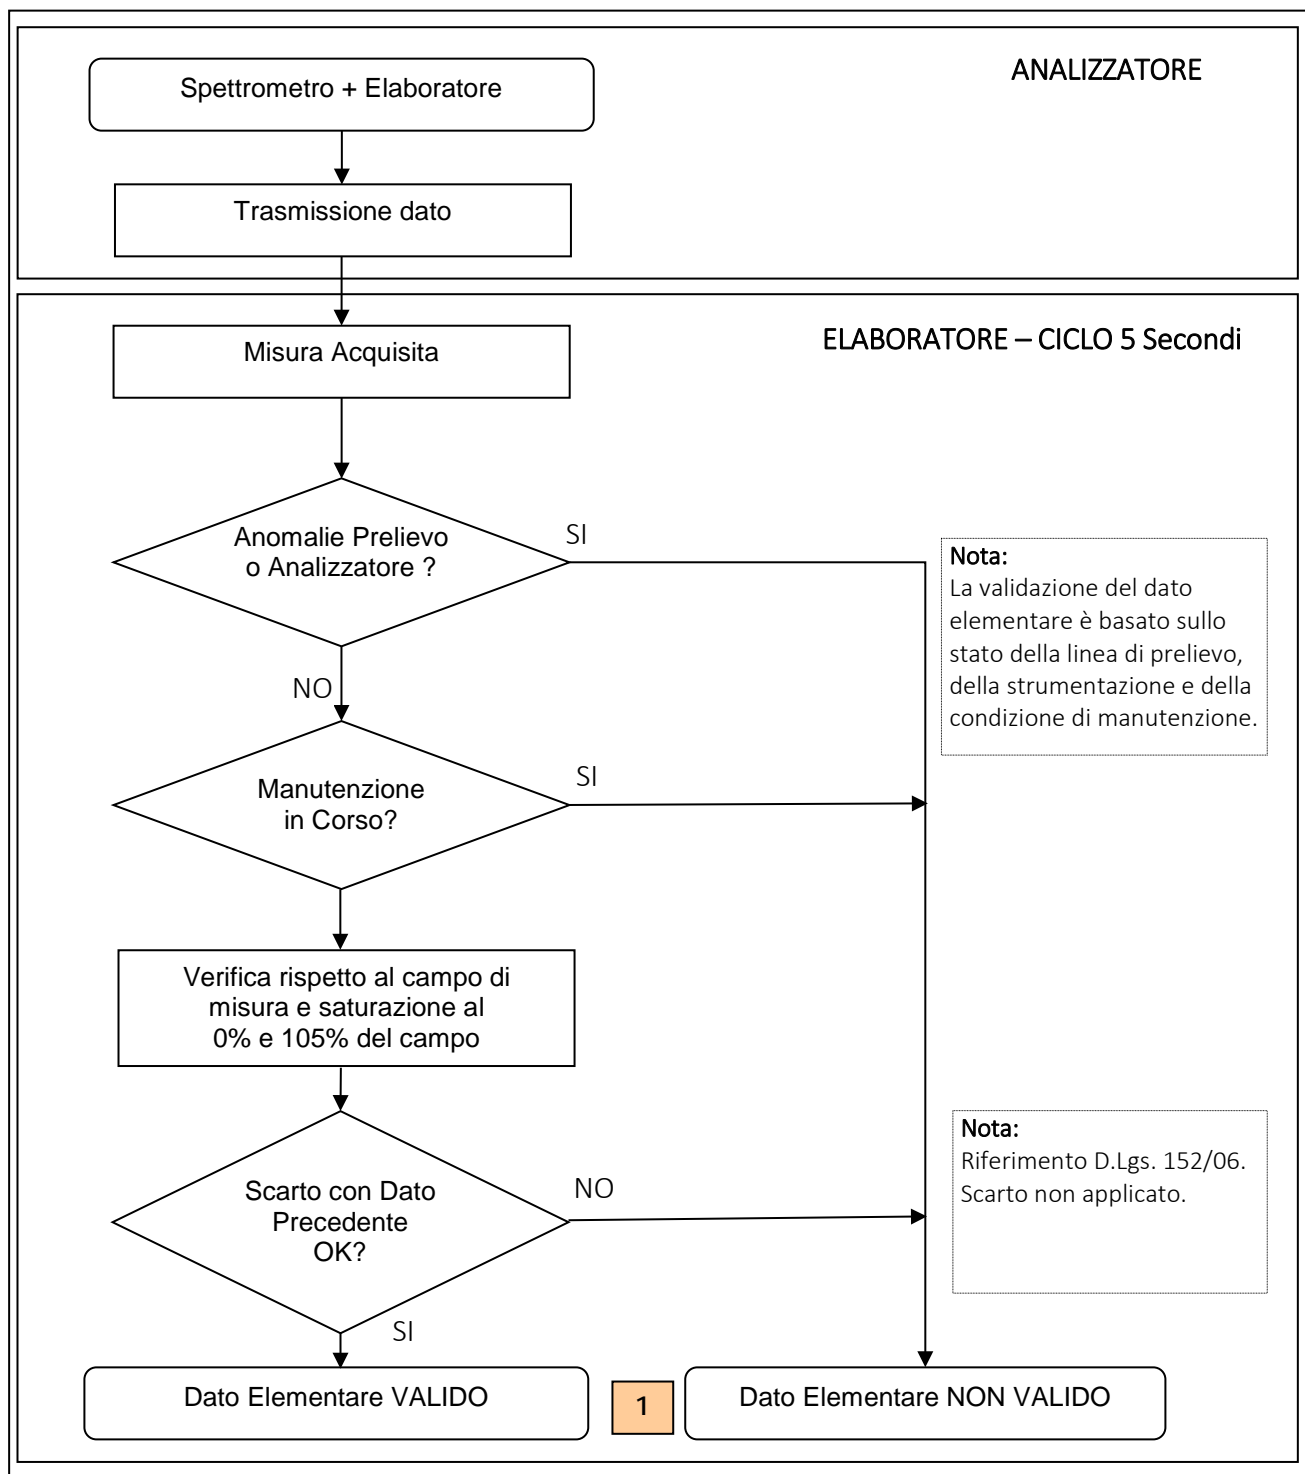 ANALIZZATORE
Spettrometro + Elaboratore
Trasmissione dato
ELABORATORE – CICLO 5 Secondi
Misura Acquisita
Anomalie Prelievo
o Analizzatore ?
SI
NO
Nota:
La validazione del dato
elementare è basato sullo
stato della linea di prelievo,
della strumentazione e della
condizione di manutenzione.
Manutenzione
in Corso?
SI
Verifica rispetto al campo di
misura e saturazione al
0% e 105% del campo
Scarto con Dato
Precedente
OK?
NO
SI
Nota:
Riferimento D.Lgs. 152/06.
Scarto non applicato.
Dato Elementare VALIDO
1
Dato Elementare NON VALIDO